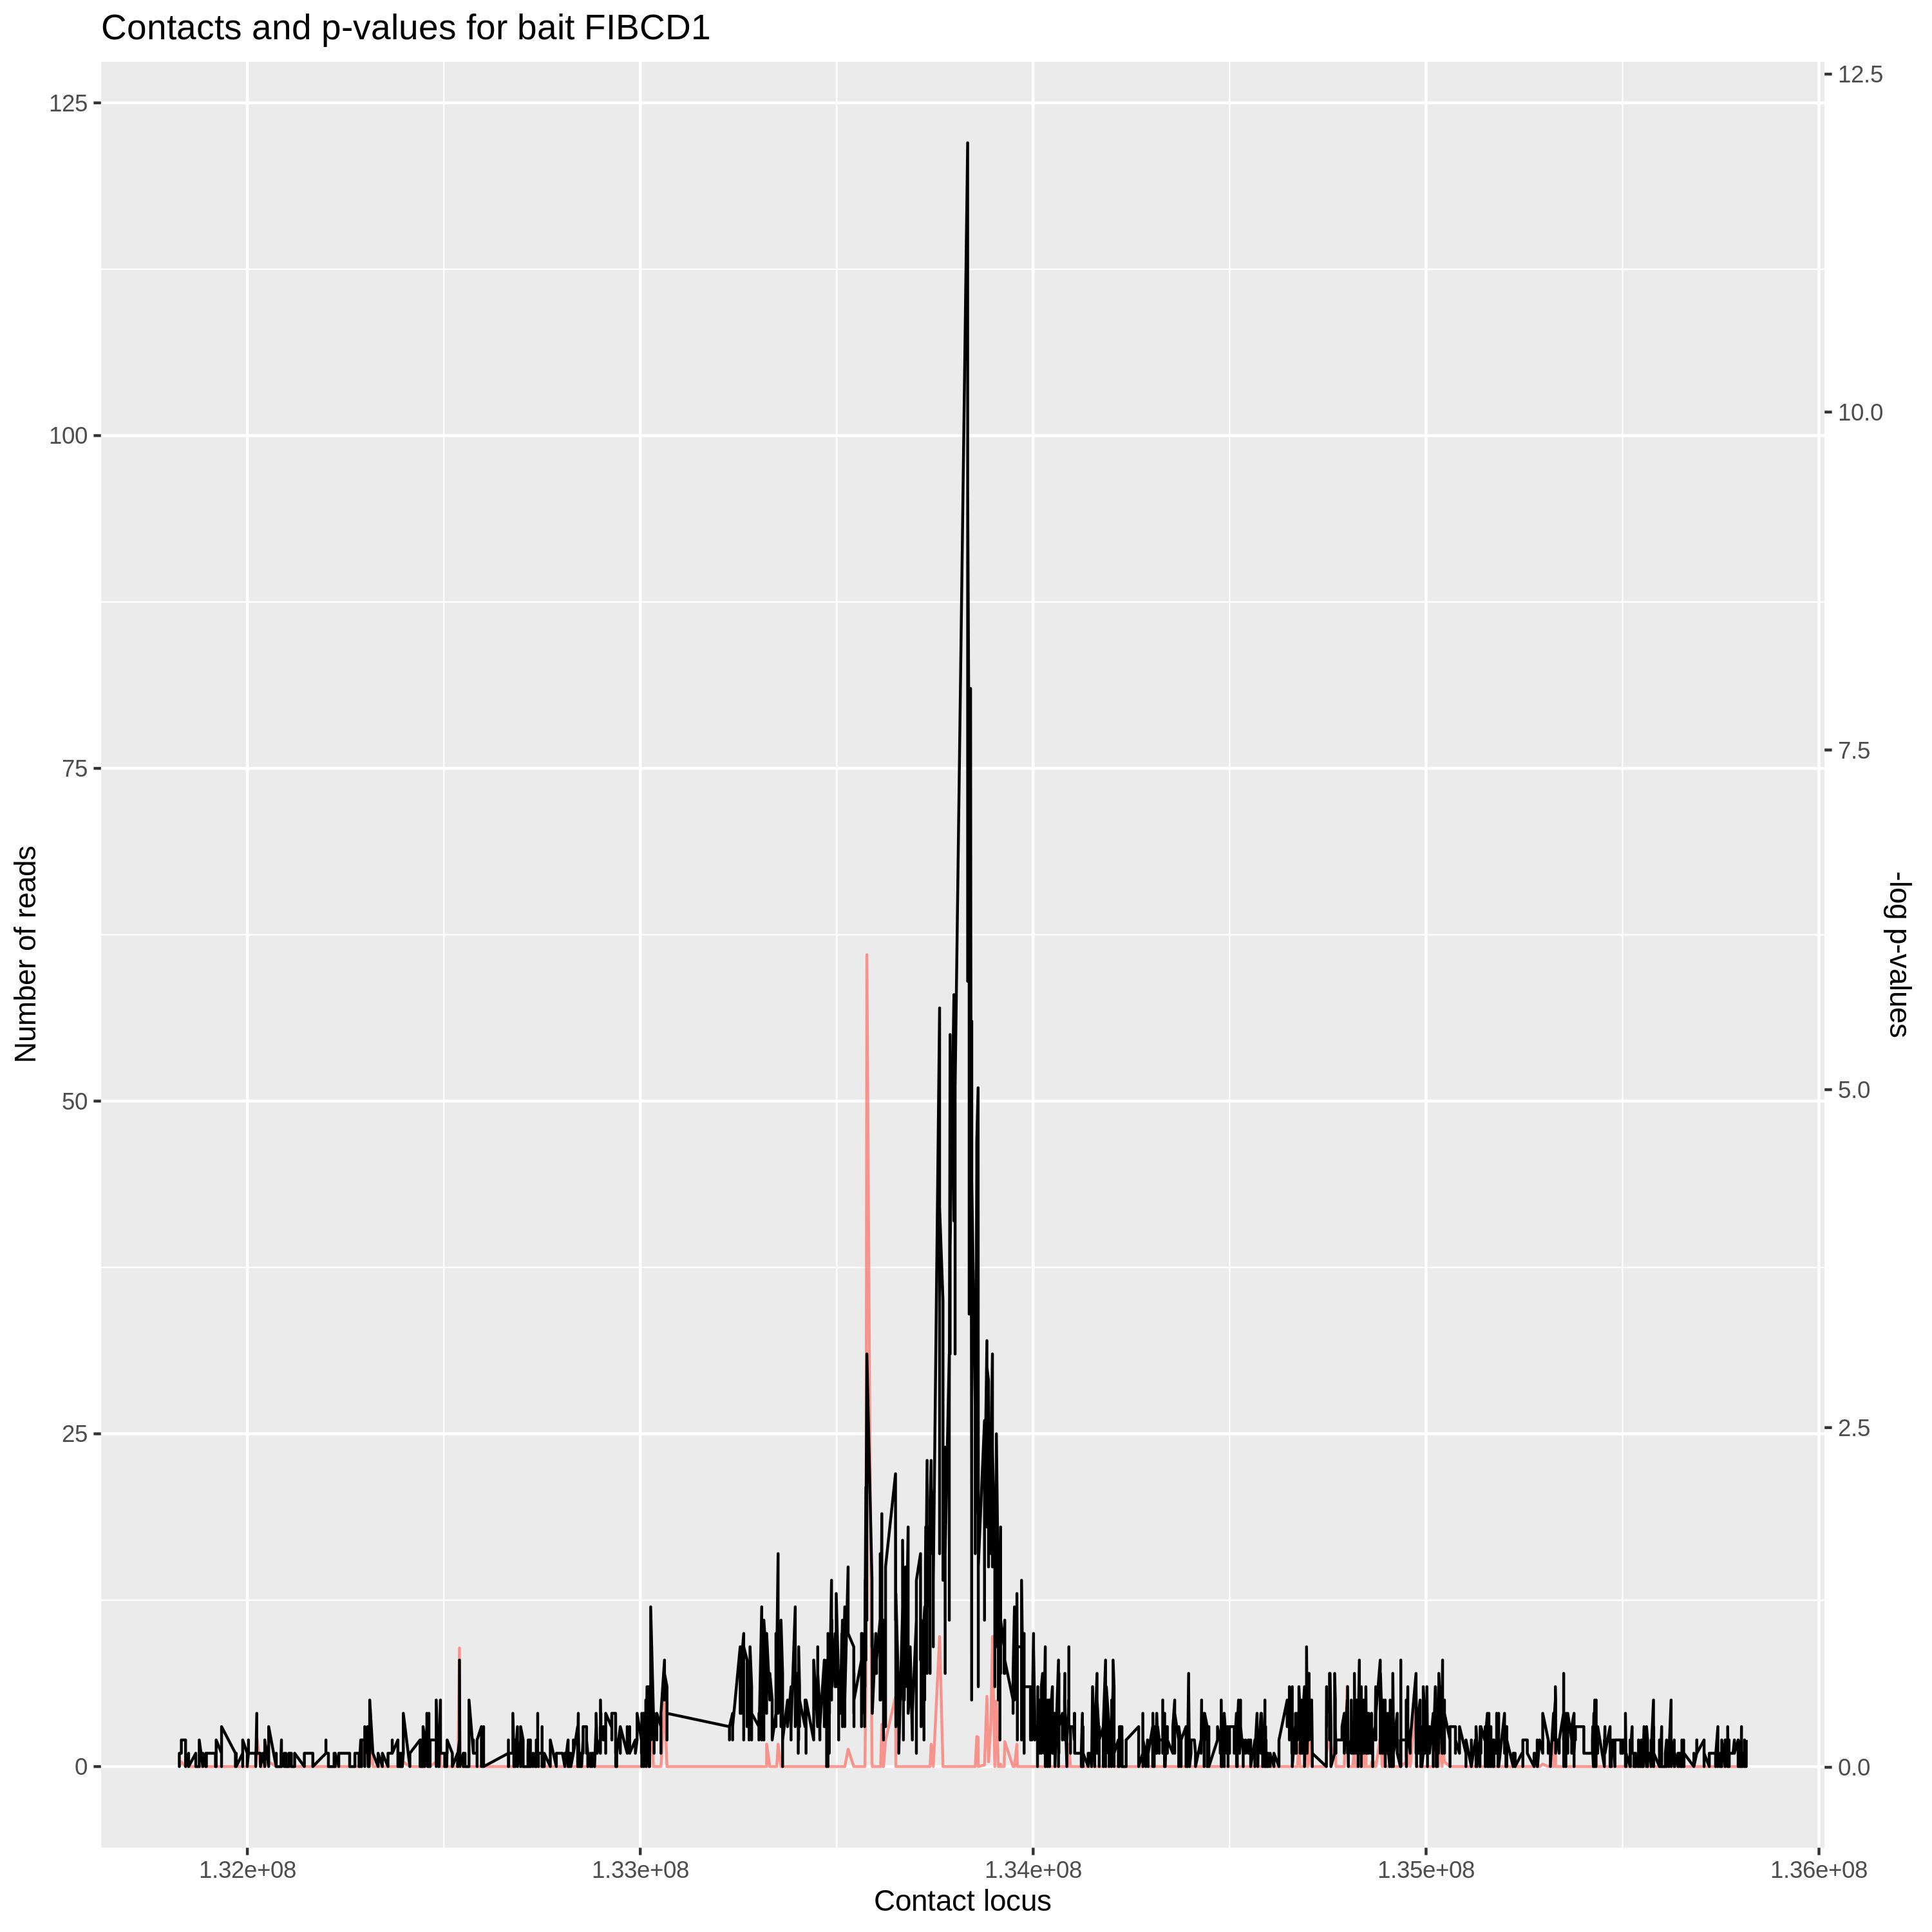 Contacts and p-values for bait FIBCD1
125
100
75
50
25
0
Number of reads
12.5
10.0
7.5
5.0
2.5
0.0
-log p-values
1.32e+08 1.33e+08 1.34e+08 1.35e+08 1.36e+08
Contact locus